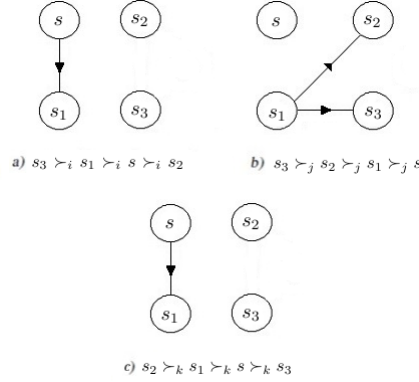 s s₂ s s₂
s₁ s₃ s₁ s₃
a) s₃ ≻ᵢ s₁ ≻ᵢ s ≻ᵢ s₂ b) s₃ ≻ⱼ s₂ ≻ⱼ s₁ ≻ⱼ s
s s₂
s₁ s₃
c) s₂ ≻ₖ s₁ ≻ₖ s ≻ₖ s₃